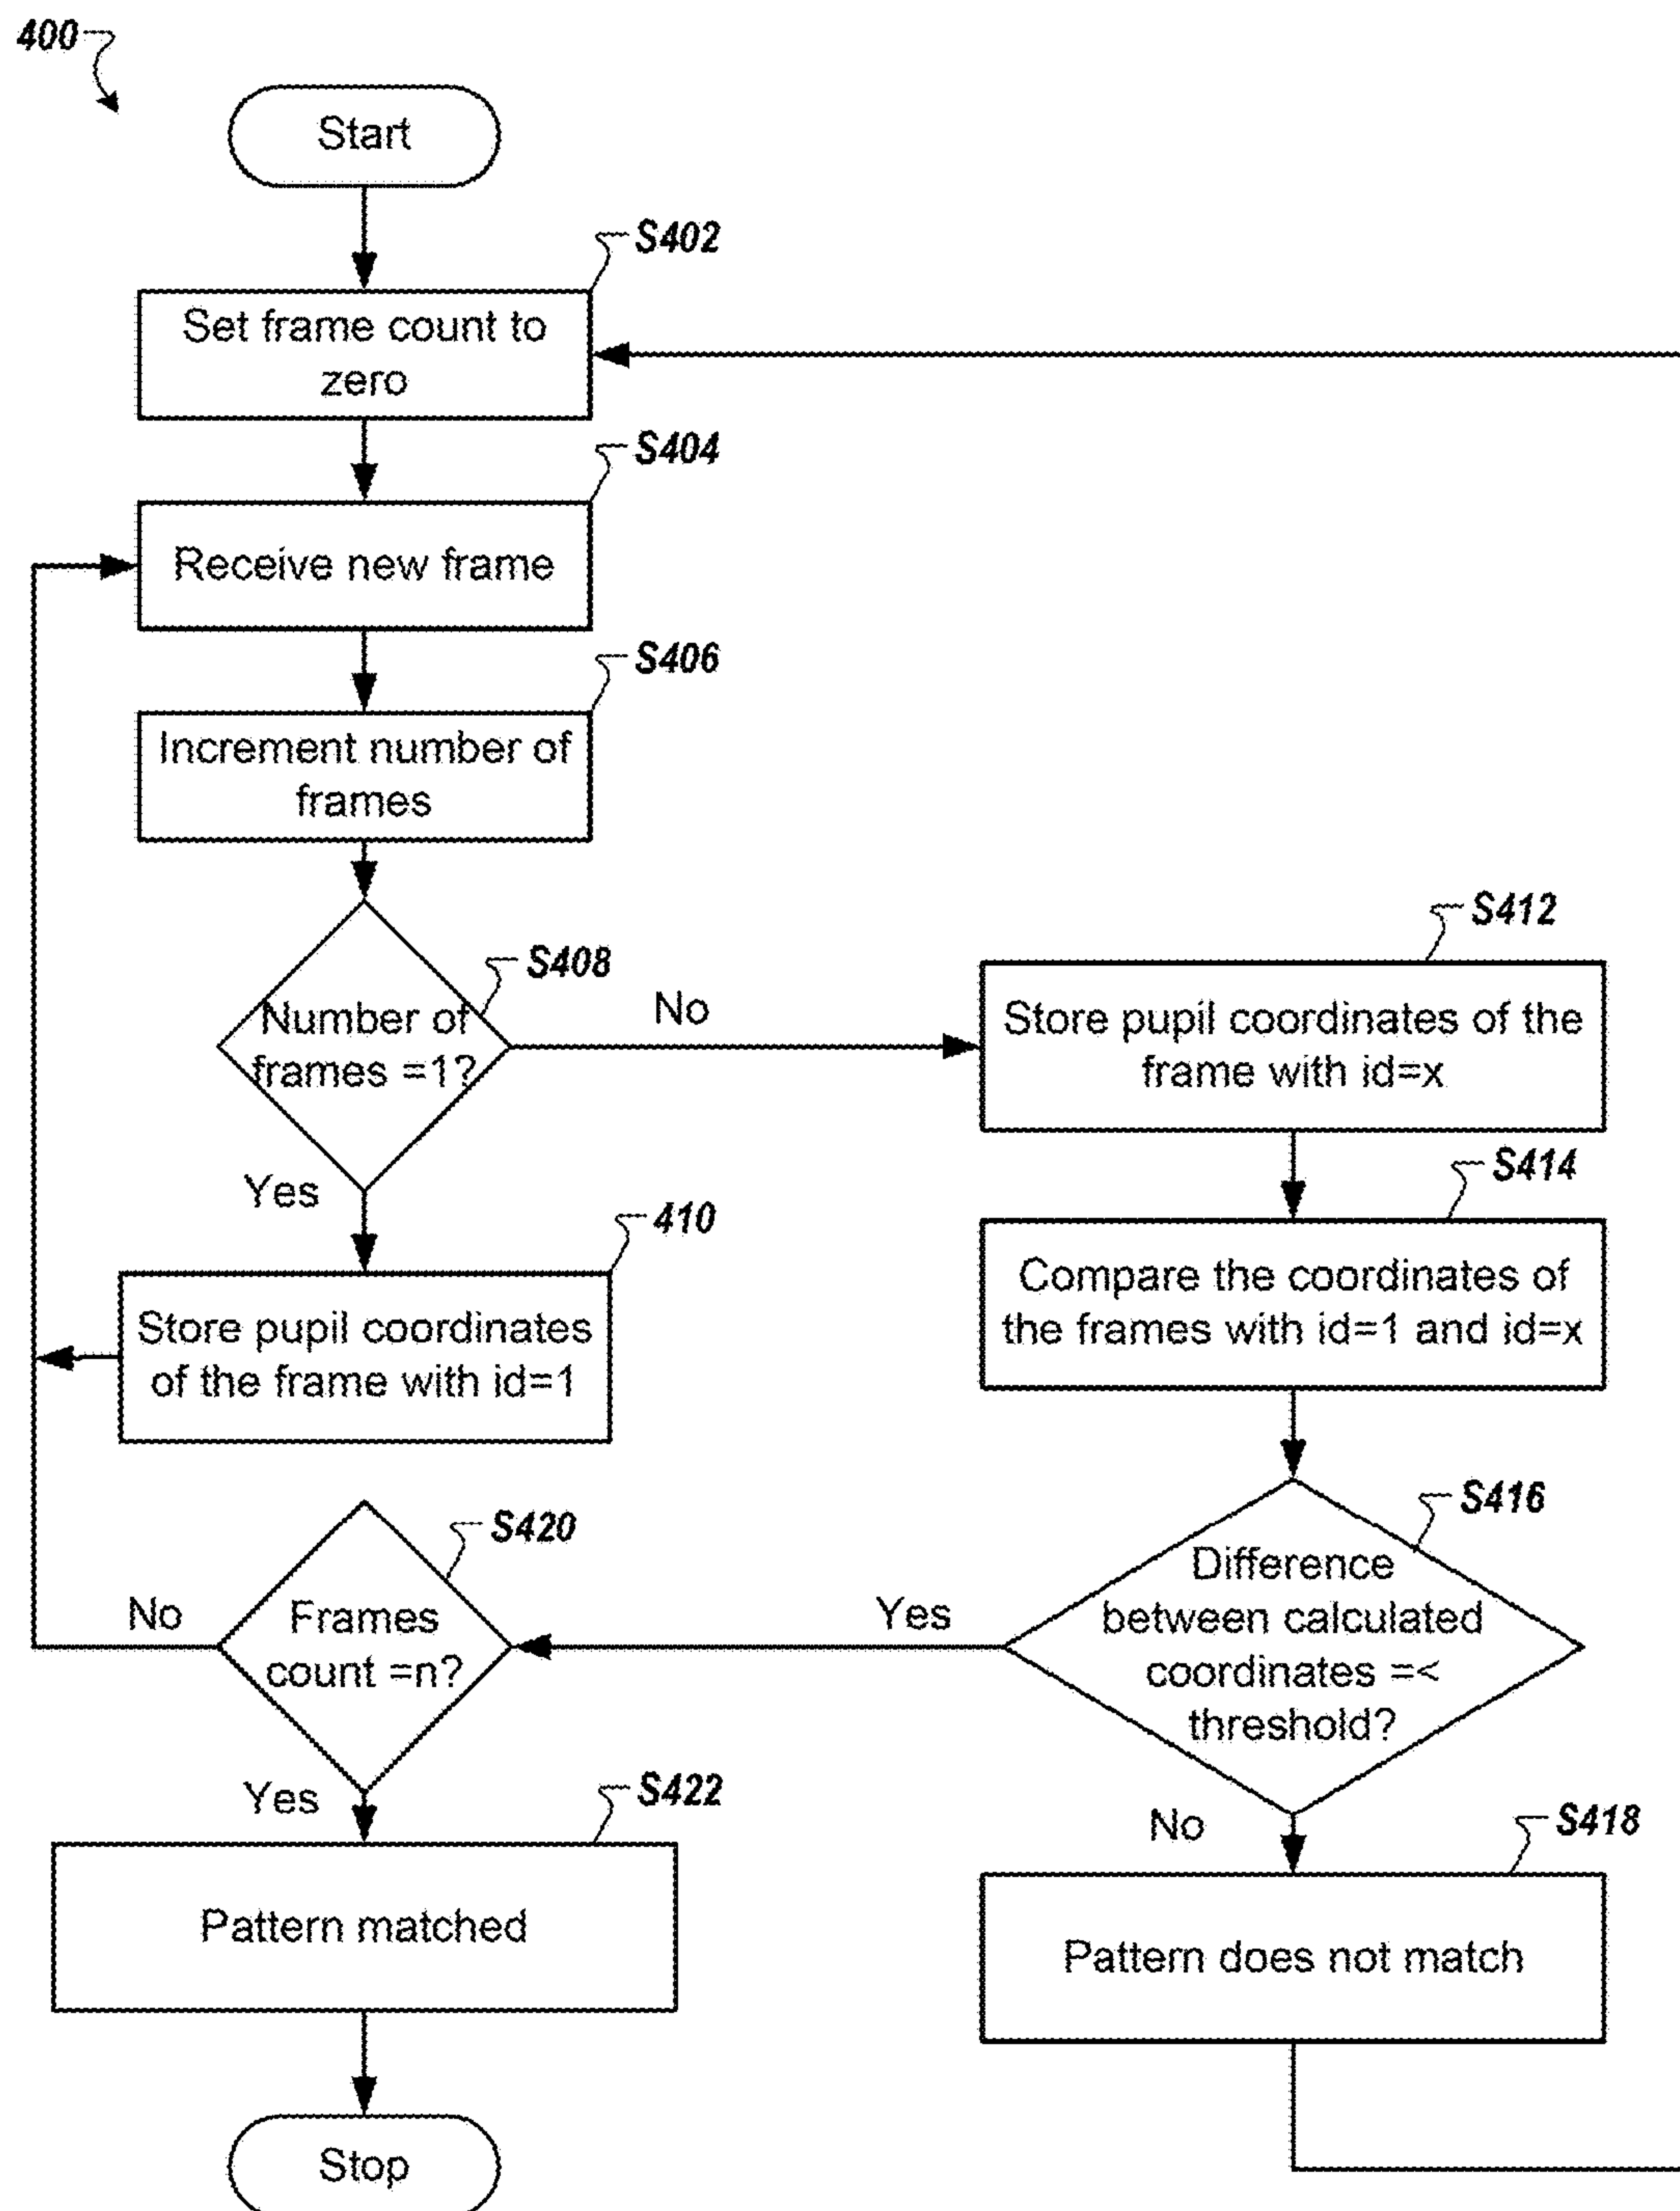 400
Start
S402
Set frame count to
zero
S404
Receive new frame
S406
Increment number of
frames
S408
Number of
frames =1?
No
Yes
S412
Store pupil coordinates of the
frame with id=x
S414
Compare the coordinates of
the frames with id=1 and id=x
410
Store pupil coordinates
of the frame with id=1
S416
Difference
between calculated
coordinates =<
threshold?
Yes
No
S420
Frames
count =n?
No
Yes
S422
Pattern matched
S418
Pattern does not match
Stop